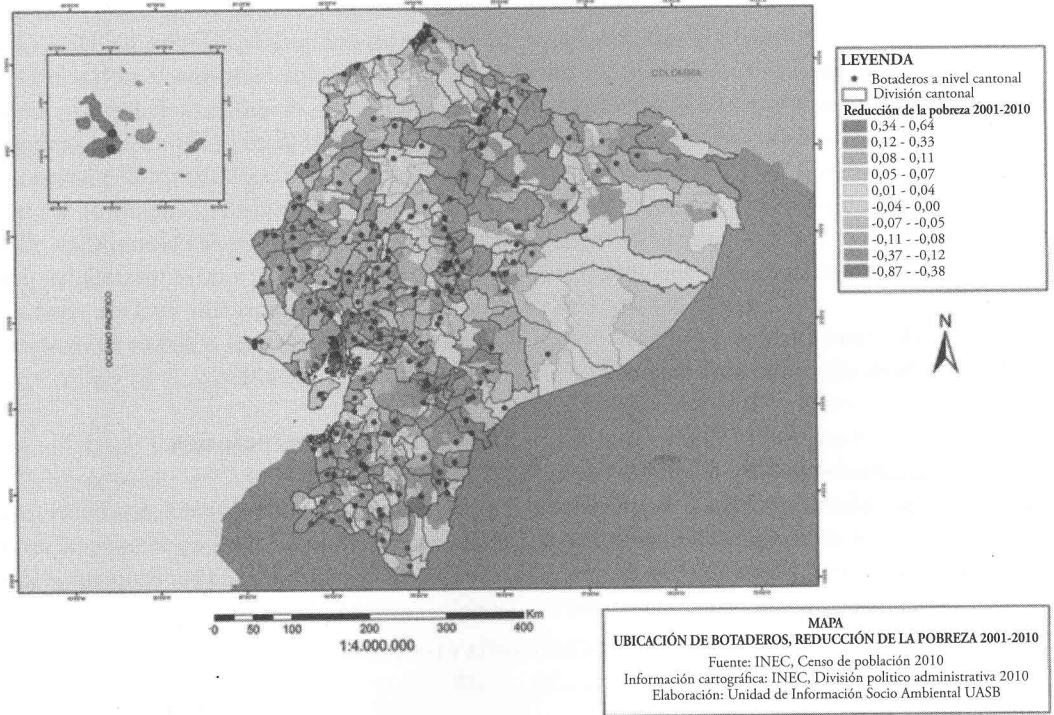 COLOMBIA
OCEANO PACIFICO
LEYENDA
Botaderos a nivel cantonal
División cantonal
Reducción de la pobreza 2001-2010
0,34 - 0,64
0,12 - 0,33
0,08 - 0,11
0,05 - 0,07
0,01 - 0,04
-0,04 - 0,00
-0,07 - -0,05
-0,11 - -0,08
-0,37 - -0,12
-0,87 - -0,38
N
Km
0 50 100 200 300 400
1:4.000.000
MAPA
UBICACIÓN DE BOTADEROS, REDUCCIÓN DE LA POBREZA 2001-2010
Fuente: INEC, Censo de población 2010
Información cartográfica: INEC, División politico administrativa 2010
Elaboración: Unidad de Información Socio Ambiental UASB